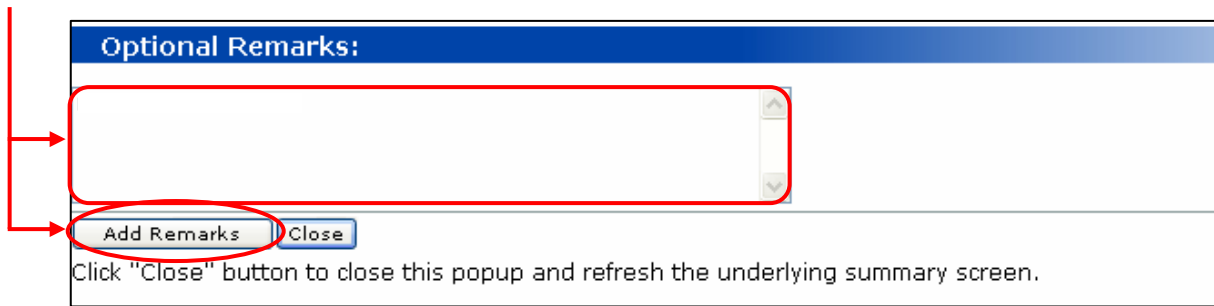 Optional Remarks:
Add Remarks Close
Click "Close" button to close this popup and refresh the underlying summary screen.